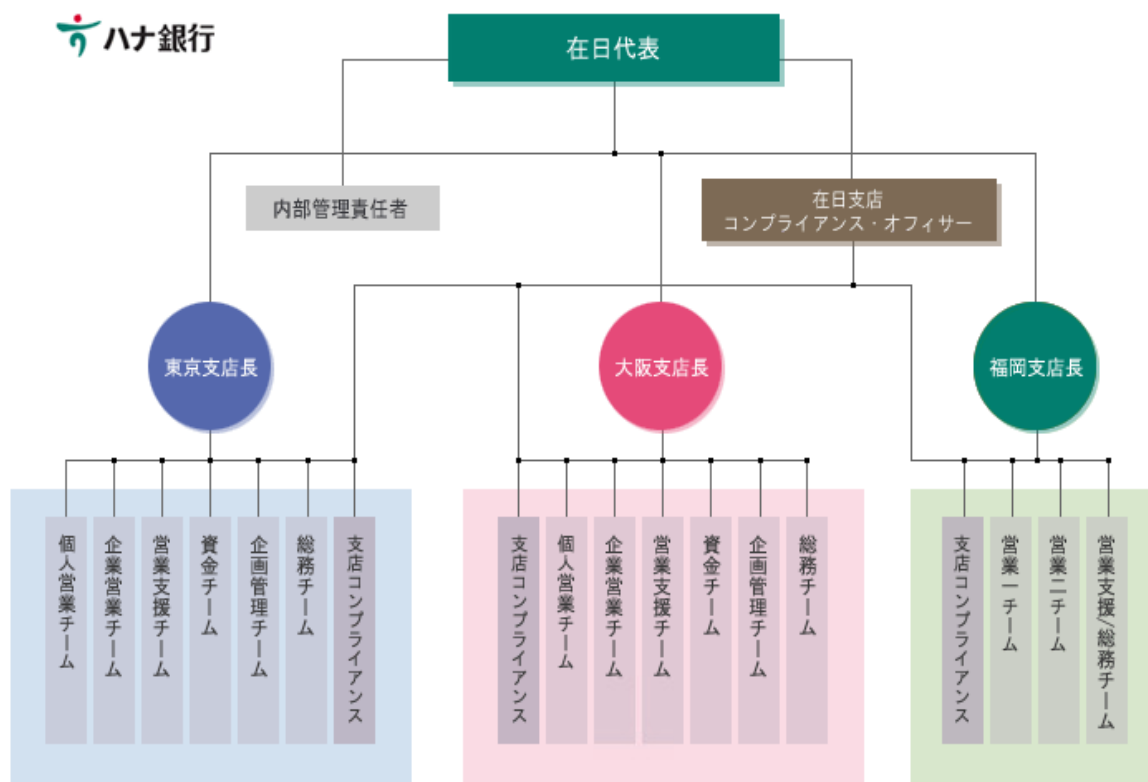 ハナ銀行
在日代表
内部管理責任者
在日支店
コンプライアンス・オフィサー
東京支店長
大阪支店長
福岡支店長
個人営業チーム
企業営業チーム
営業支援チーム
資金チーム
企画管理チーム
総務チーム
支店コンプライアンス
支店コンプライアンス
個人営業チーム
企業営業チーム
営業支援チーム
資金チーム
企画管理チーム
総務チーム
支店コンプライアンス
営業一チーム
営業二チーム
営業支援/総務チーム